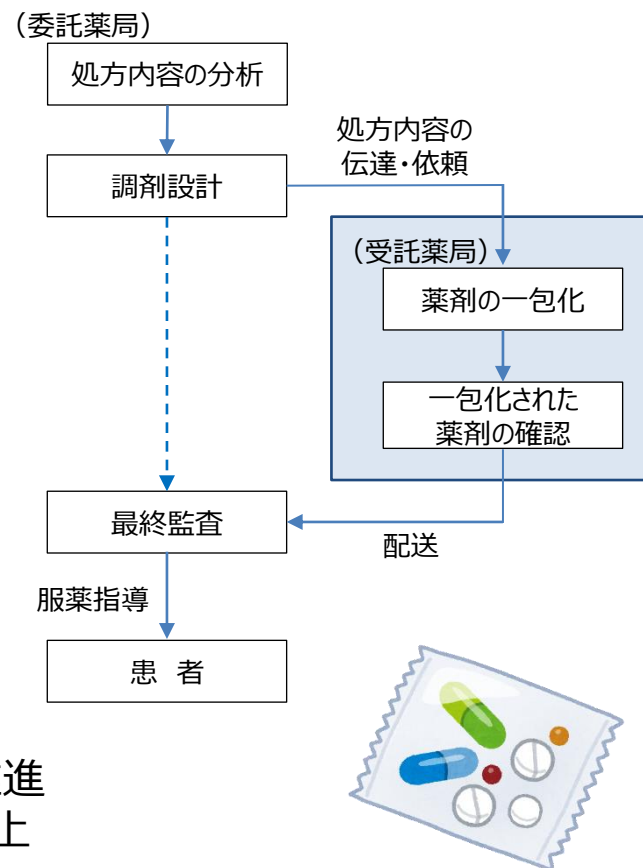 （委託薬局）
処方内容の分析
調剤設計
処方内容の
伝達・依頼
（受託薬局）
薬剤の一包化
一包化された
薬剤の確認
配送
最終監査
服薬指導
患 者
進
上